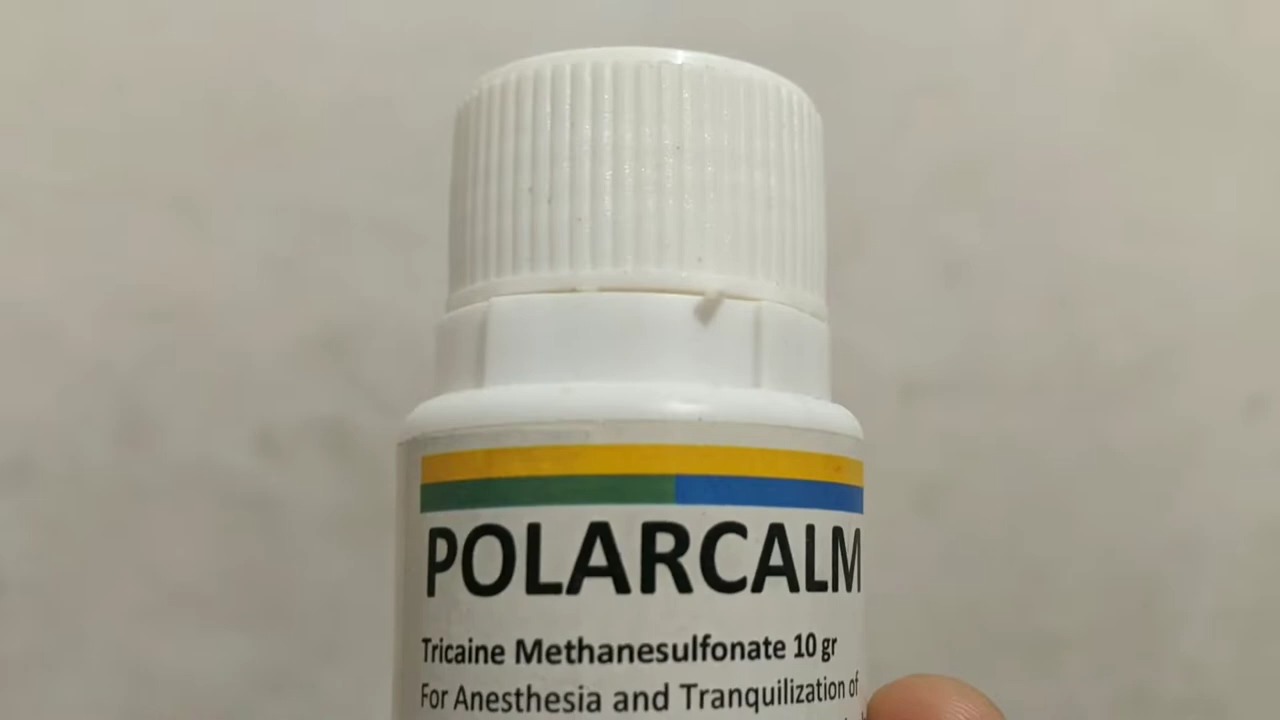 POLARCALM
Tricaine Methanesulfonate 10 gr
For Anesthesia and Tranquilization of